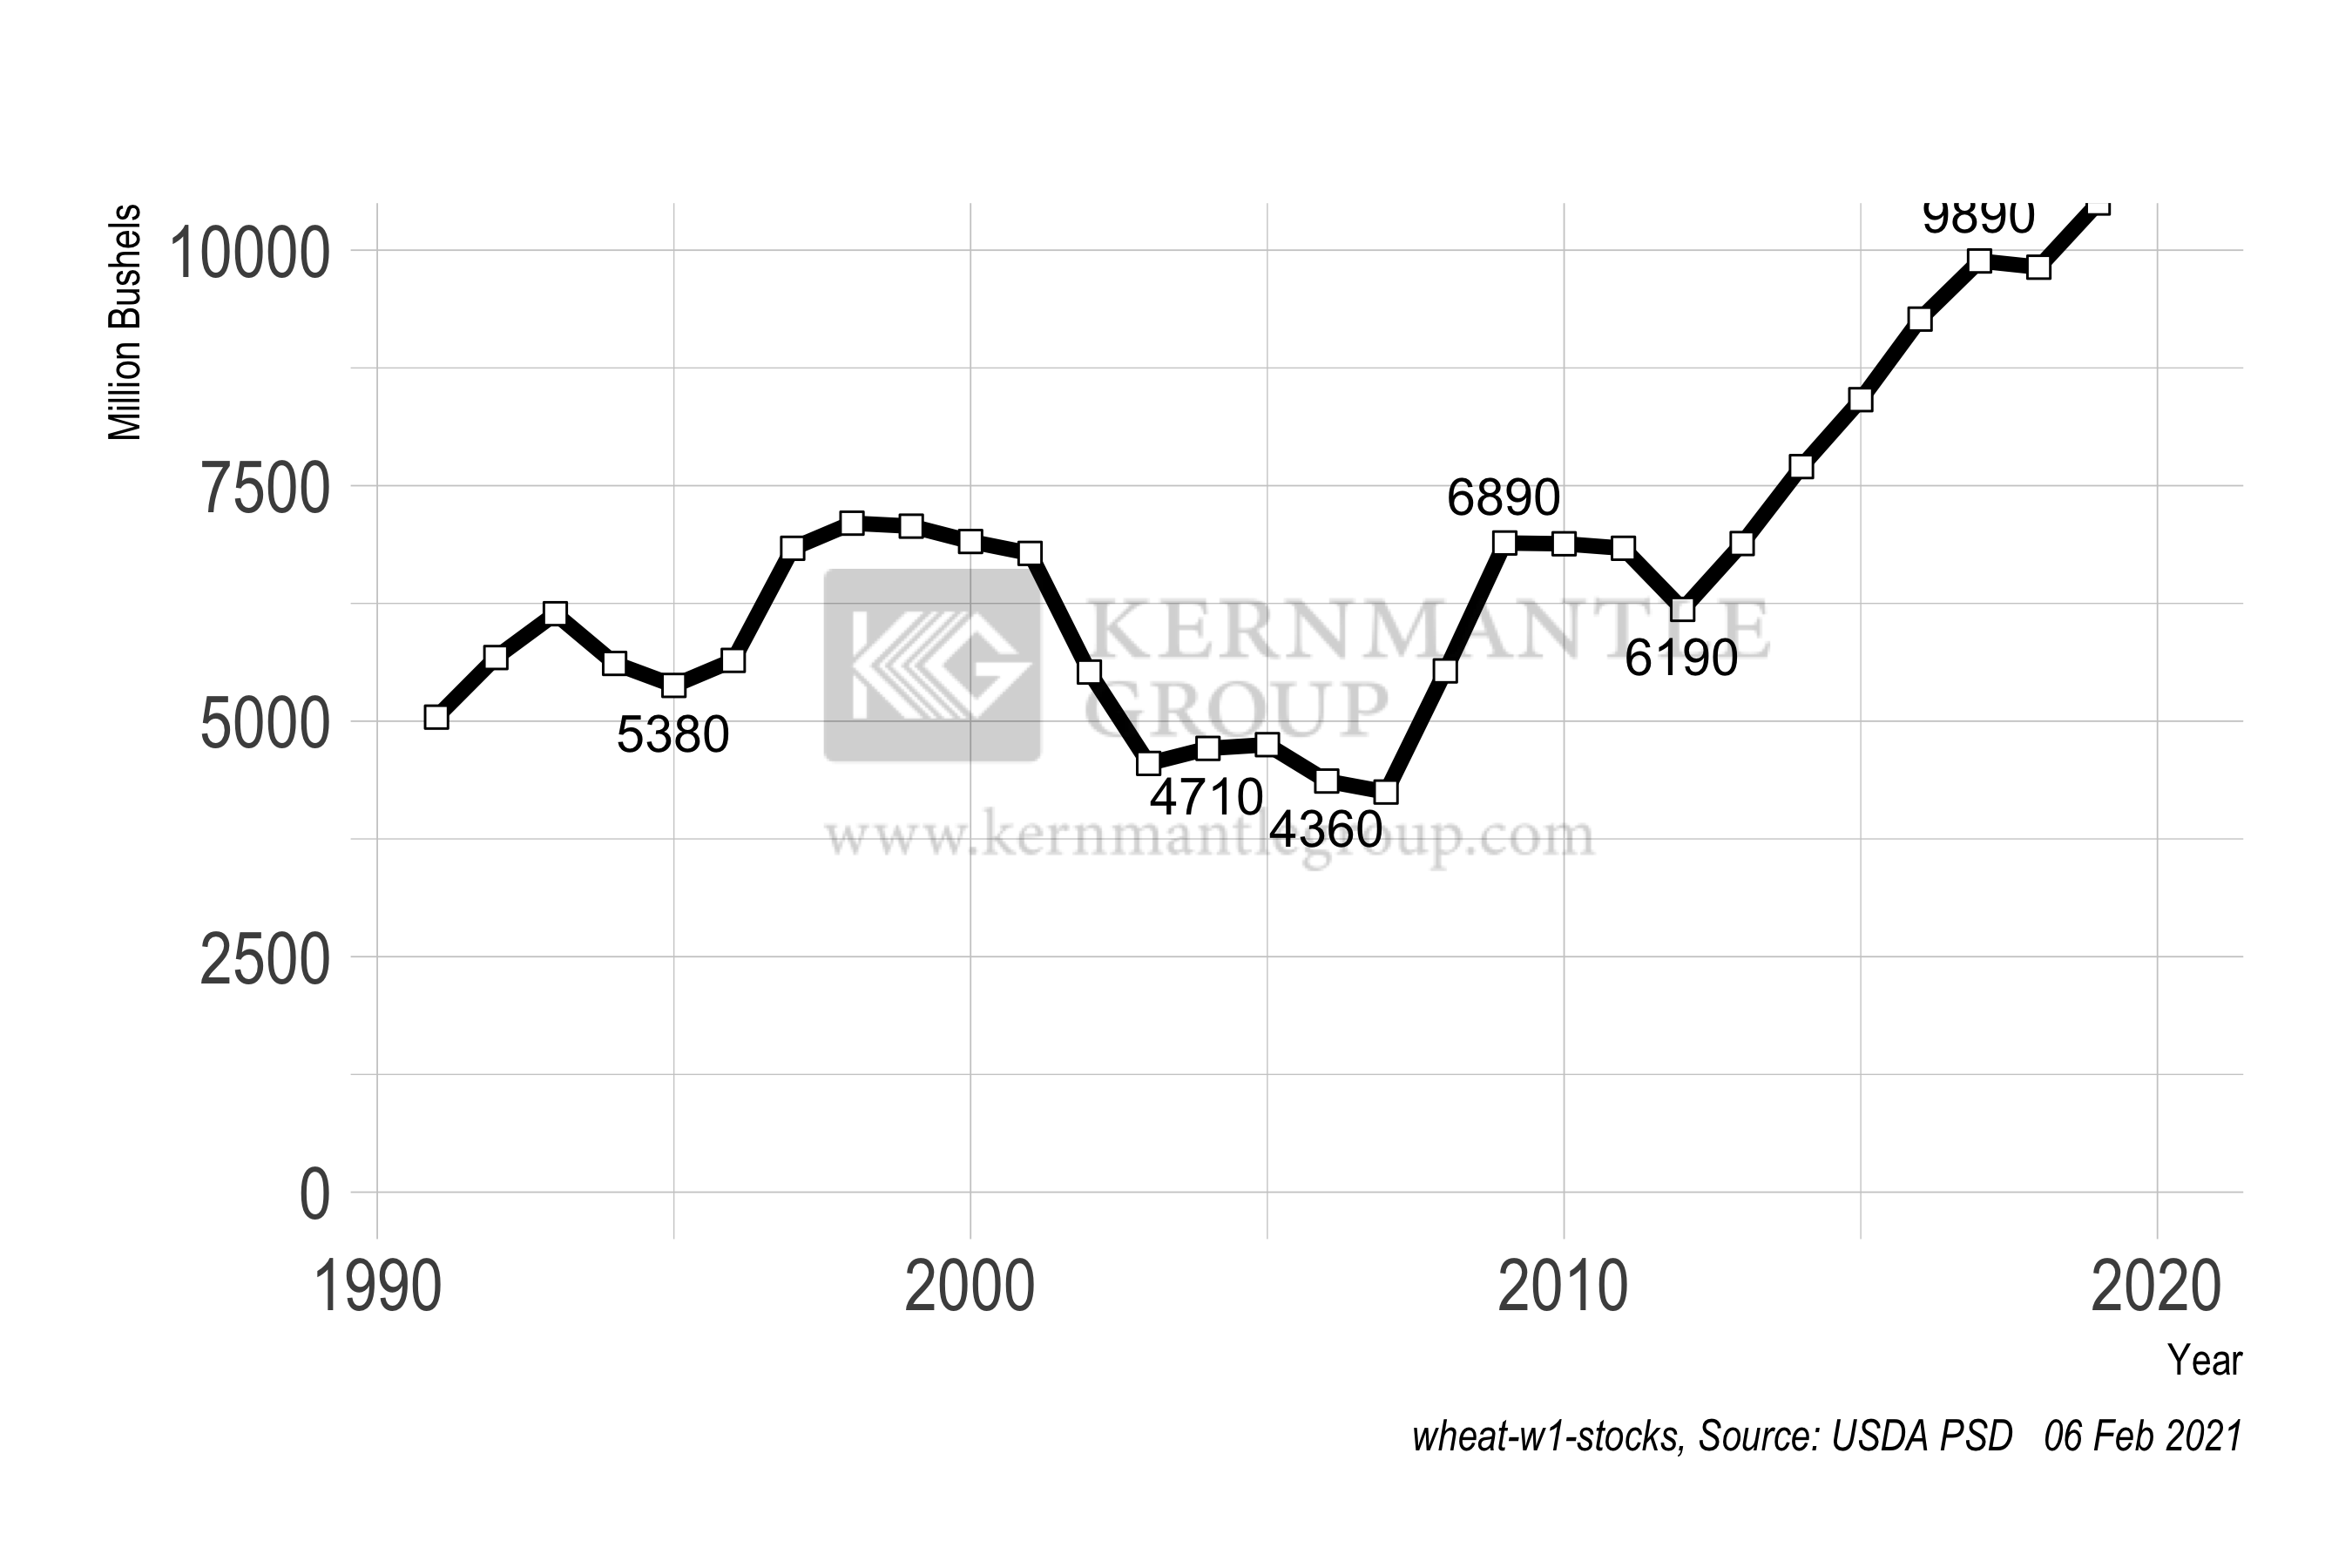 Million Bushels
10000
7500
5000
2500
0
9890
6890
6190
5380
4710
4360
KERNMANTLE
GROUP
www.kernmantlegroup.com
1990 2000 2010 2020
Year
wheat-w1-stocks, Source: USDA PSD 06 Feb 2021